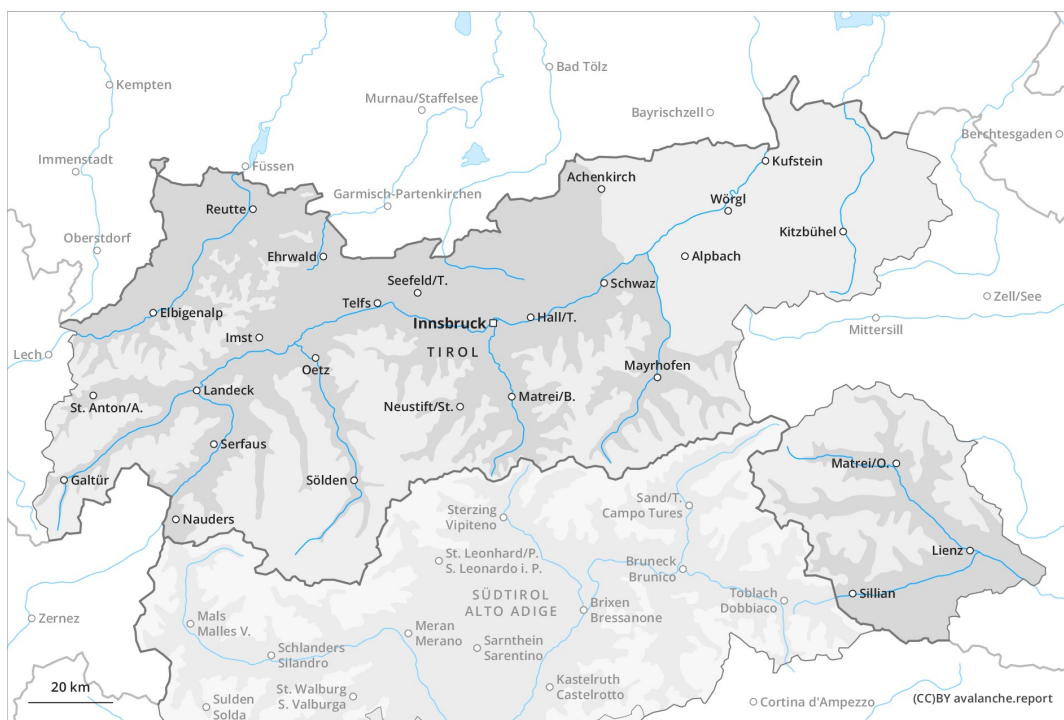 Kempten
Bad Tölz
Murnau/Staffelsee
Bayrischzell
Berchtesgaden
Immenstadt
Füssen
Kufstein
Achenkirch
Garmisch-Partenkirchen
Reutte
Wörgl
Oberstdorf
Kitzbühel
Ehrwald
Alpbach
Seefeld/T.
Schwaz
Zell/See
Telfs
Elbigenalp
Innsbruck
Hall/T.
Mittersill
Imst
Lech
TIROL
Oetz
Mayrhofen
Landeck
St. Anton/A.
Neustift/St.
Matrei/B.
Serfaus
Matrei/O.
Galtür
Sölden
Sand/T.
Campo Tures
Nauders
Sterzing
Vipiteno
Lienz
St. Leonhard/P.
S. Leonardo i. P.
Bruneck
Brunico
Sillian
SÜDTIROL
ALTO ADIGE
Toblach
Dobbiaco
Brixen
Bressanone
Zernez
Mals
Malles V.
Meran
Merano
Sarnthein
Sarentino
Schlanders
Silandro
20 km
St. Walburg
S. Valburga
Kastelruth
Castelrotto
Sulden
Solda
Cortina d'Ampezzo
(CC)BY avalanche.report